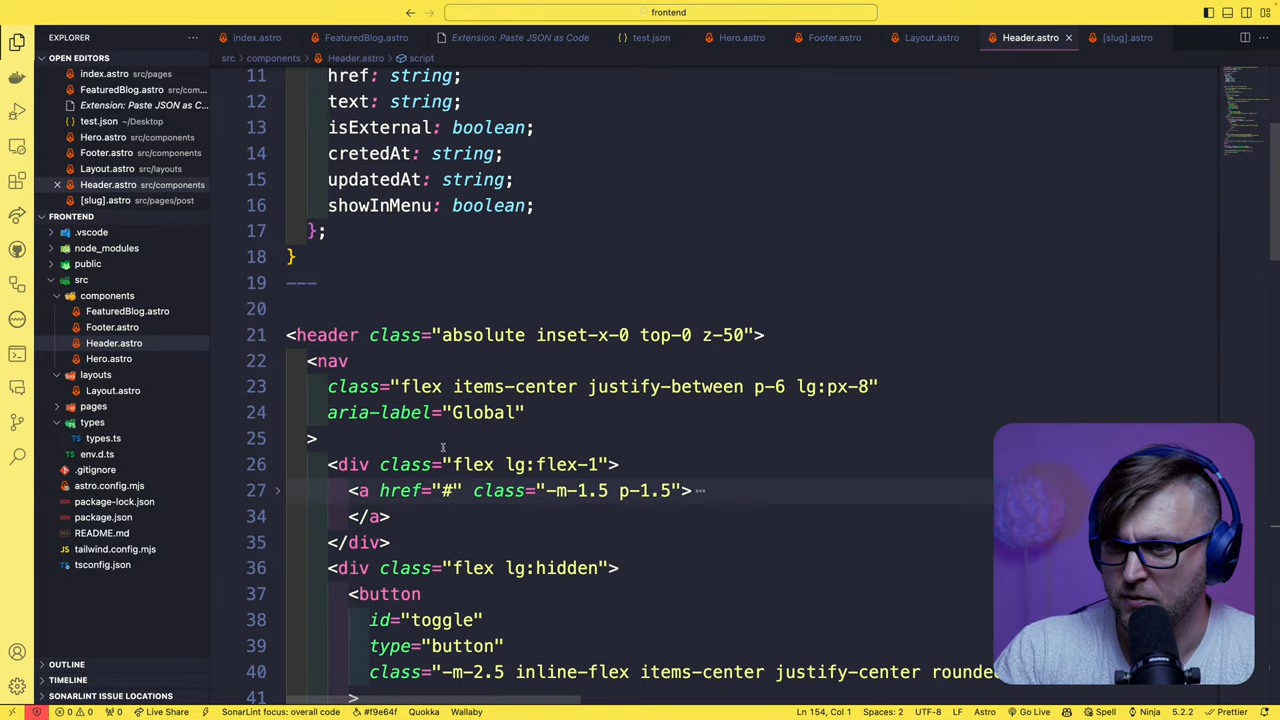 frontend
EXPLORER
OPEN EDITORS
index.astro src/pages
FeaturedBlog.astro src/com...
Extension: Paste JSON as C...
test.json ~/Desktop
Hero.astro src/components
Footer.astro src/components
Layout.astro src/layouts
Header.astro src/components
[slug].astro src/pages/post
FRONTEND
.vscode
node_modules
public
src
components
FeaturedBlog.astro
Footer.astro
Header.astro
Hero.astro
layouts
Layout.astro
pages
types
TS types.ts
TS env.d.ts
.gitignore
astro.config.mjs
package-lock.json
package.json
README.md
tailwind.config.mjs
tsconfig.json
OUTLINE
TIMELINE
SONARLINT ISSUE LOCATIONS
index.astro FeaturedBlog.astro Extension: Paste JSON as Code test.json Hero.astro Footer.astro Layout.astro Header.astro [slug].astro
src > components > Header.astro > script
11 href: string;
12 text: string;
13 isExternal: boolean;
14 cretedAt: string;
15 updatedAt: string;
16 showInMenu: boolean;
17 };
18 }
19 ---
20
21 <header class="absolute inset-x-0 top-0 z-50">
22 <nav
23 class="flex items-center justify-between p-6 lg:px-8"
24 aria-label="Global"
25 >
26 <div class="flex lg:flex-1">
27 <a href="#" class="-m-1.5 p-1.5">⋯
34 </a>
35 </div>
36 <div class="flex lg:hidden">
37 <button
38 id="toggle"
39 type="button"
40 class="-m-2.5 inline-flex items-center justify-center
41 >
0 0 0 Live Share SonarLint focus: overall code #f9e64f Quokka Wallaby Ln 154, Col 1 Spaces: 2 UTF-8 LF Astro Go Live Spell Ninja 5.2.2 Prettier